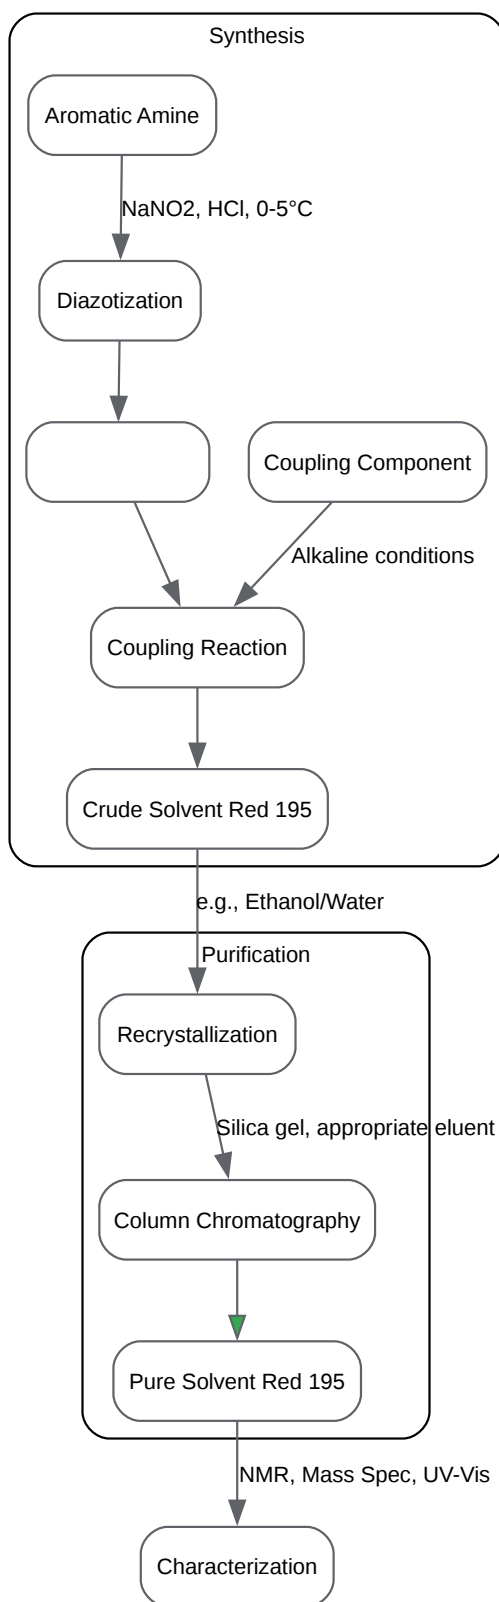 Synthesis
Aromatic Amine
NaNO2, HCl, 0-5°C
Diazotization
Coupling Component
Alkaline conditions
Coupling Reaction
Crude Solvent Red 195
e.g., Ethanol/Water
Purification
Recrystallization
Silica gel, appropriate eluent
Column Chromatography
Pure Solvent Red 195
NMR, Mass Spec, UV-Vis
Characterization